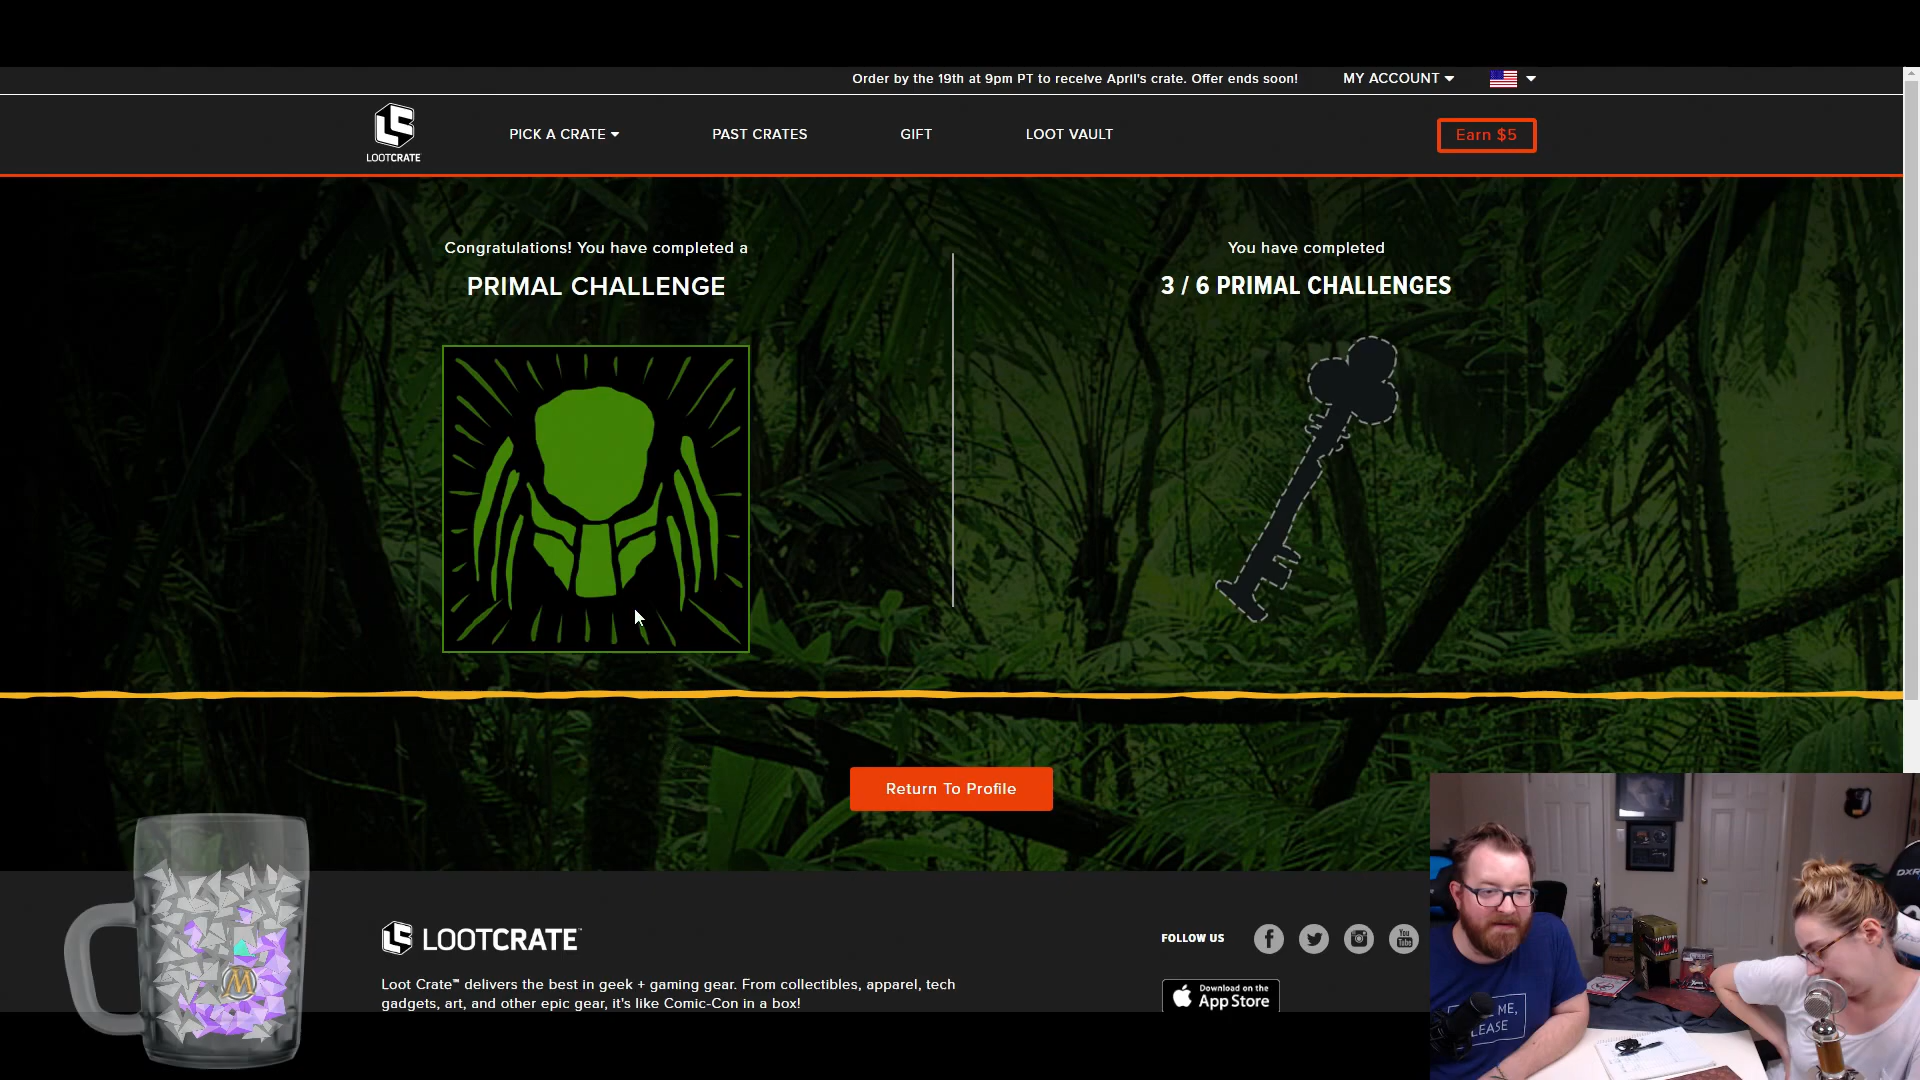 Order by the 19th at 9pm PT to receive April's crate. Offer ends soon!
MY ACCOUNT
LOOTCRATE
PICK A CRATE
PAST CRATES
GIFT
LOOT VAULT
Earn $5
Congratulations! You have completed a
PRIMAL CHALLENGE
You have completed
3 / 6 PRIMAL CHALLENGES
Return To Profile
LOOTCRATE
Loot Crate™ delivers the best in geek + gaming gear. From collectibles, apparel, tech
gadgets, art, and other epic gear, it's like Comic-Con in a box!
FOLLOW US
You
Tube
Download on the
App Store
M
ME,